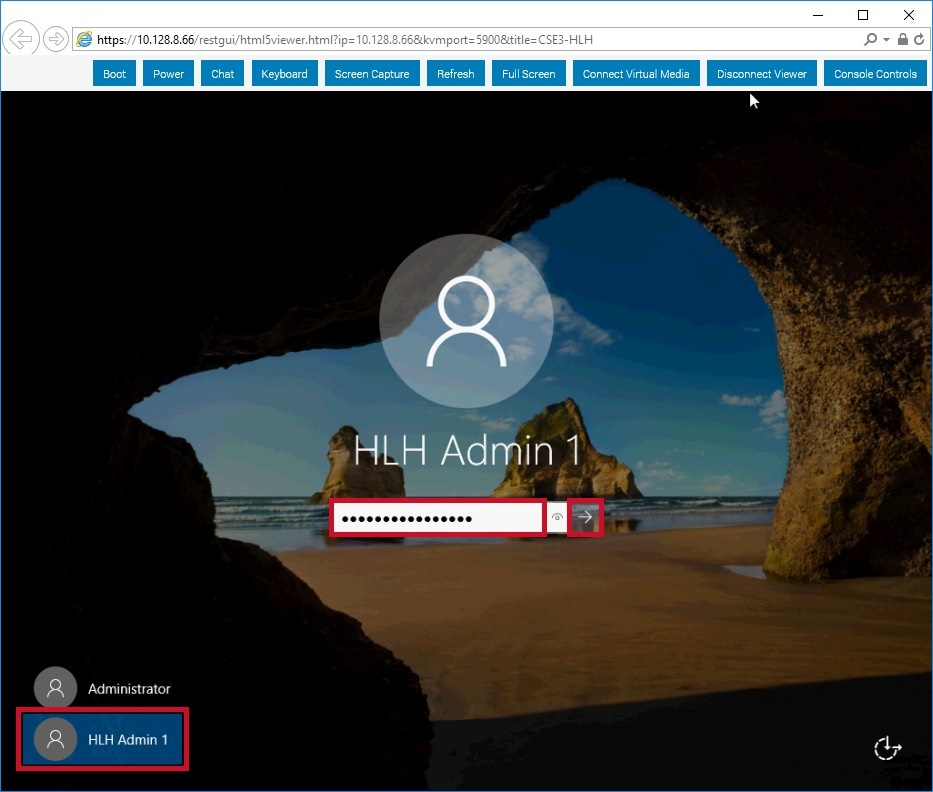 https://10.128.8.66/restgui/html5viewer.html?ip=10.128.8.66&kvmport=5900&title=CSE3-HLH
Boot Power Chat Keyboard Screen Capture Refresh Full Screen Connect Virtual Media Disconnect Viewer Console Controls
HLH Admin 1
Administrator
HLH Admin 1